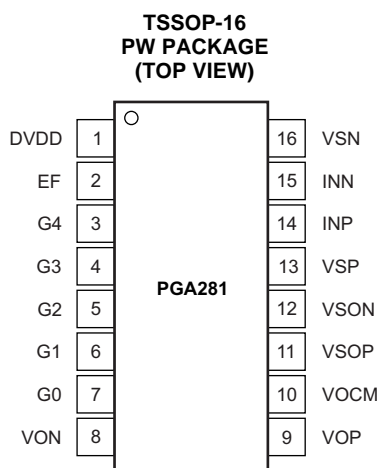 TSSOP-16
PW PACKAGE
(TOP VIEW)
DVDD 1 16 VSN
EF 2 15 INN
G4 3 14 INP
G3 4 13 VSP
PGA281
G2 5 12 VSON
G1 6 11 VSOP
G0 7 10 VOCM
VON 8 9 VOP